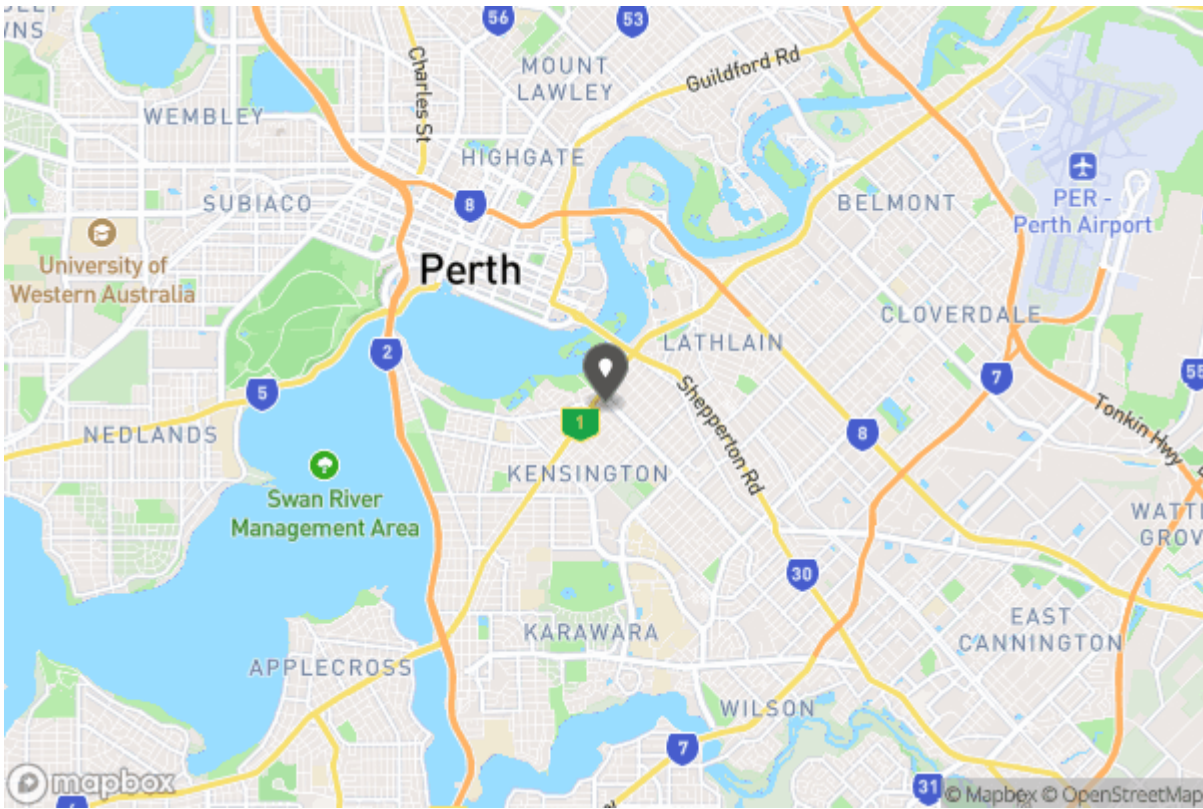 56
53
MOUNT
LAWLEY
Guildford Rd
Charles St
WEMBLEY
HIGHGATE
SUBIACO
8
BELMONT
PER -
Perth Airport
University of
Western Australia
Perth
CLOVERDALE
LATHLAIN
2
7
55
5
Shepperton Rd
Tonkin Hwy
1
8
NEDLANDS
KENSINGTON
Swan River
Management Area
30
EAST
CANNINGTON
KARAWARA
APPLECROSS
WILSON
7
31
mapbox
© Mapbox © OpenStreetMap